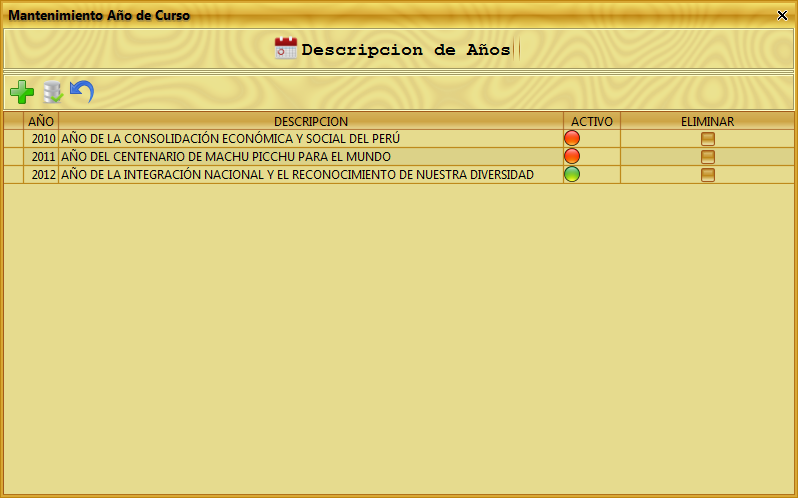 Mantenimiento Año de Curso
Descripcion de Años
AÑO DESCRIPCION ACTIVO ELIMINAR
2010 AÑO DE LA CONSOLIDACIÓN ECONÓMICA Y SOCIAL DEL PERÚ
2011 AÑO DEL CENTENARIO DE MACHU PICCHU PARA EL MUNDO
2012 AÑO DE LA INTEGRACIÓN NACIONAL Y EL RECONOCIMIENTO DE NUESTRA DIVERSIDAD